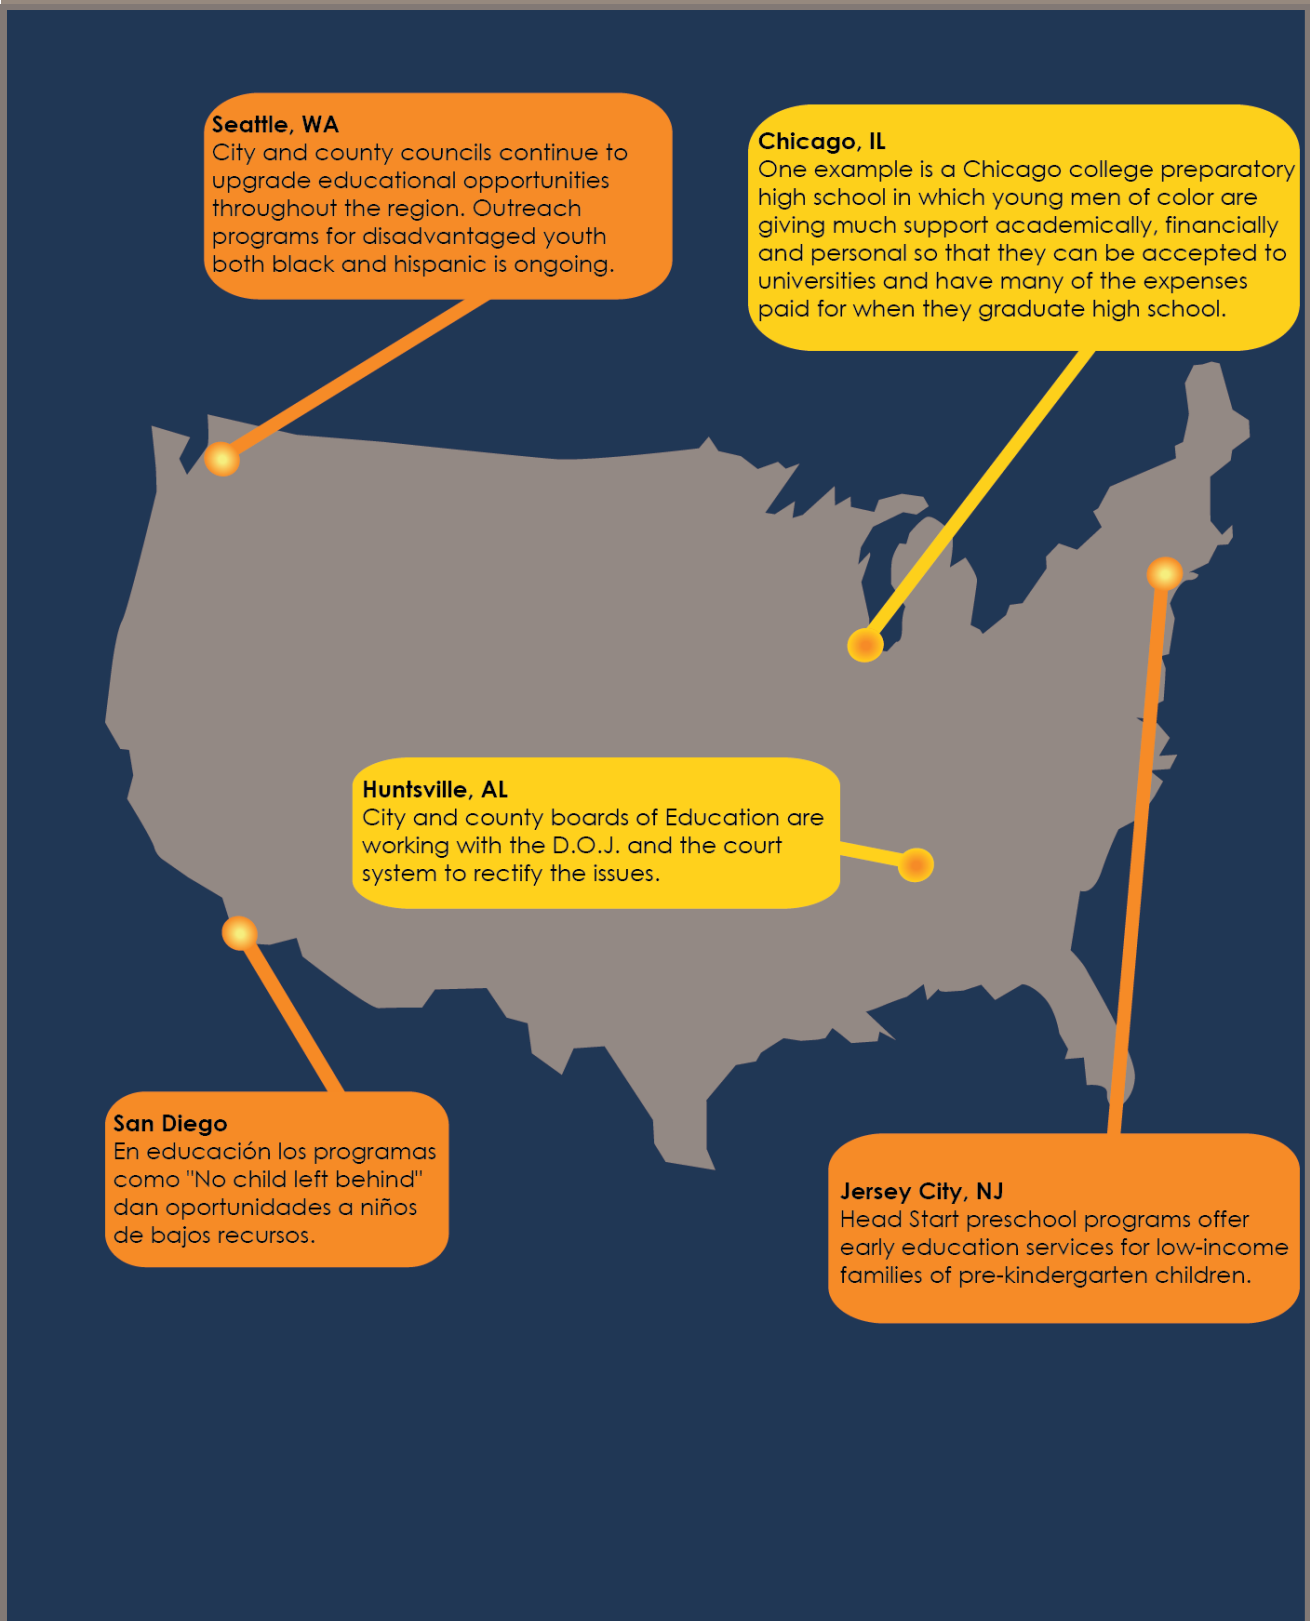 Seattle, WA
City and county councils continue to
upgrade educational opportunities
throughout the region. Outreach
programs for disadvantaged youth
both black and hispanic is ongoing.
Chicago, IL
One example is a Chicago college preparatory
high school in which young men of color are
giving much support academically, financially
and personal so that they can be accepted to
universities and have many of the expenses
paid for when they graduate high school.
Huntsville, AL
City and county boards of Education are
working with the D.O.J. and the court
system to rectify the issues.
San Diego
En educación los programas
como "No child left behind"
dan oportunidades a niños
de bajos recursos.
Jersey City, NJ
Head Start preschool programs offer
early education services for low-income
families of pre-kindergarten children.